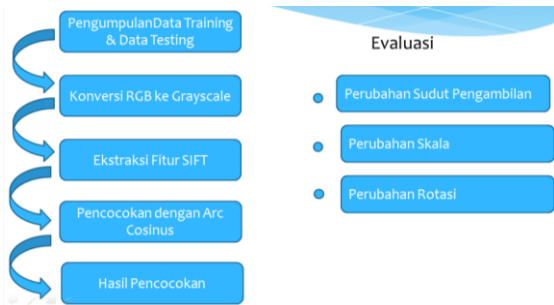 PengumpulanData Training
& Data Testing
Konversi RGB ke Grayscale
Ekstraksi Fitur SIFT
Pencocokan dengan Arc
Cosinus
Hasil Pencocokan
Evaluasi
Perubahan Sudut Pengambilan
Perubahan Skala
Perubahan Rotasi